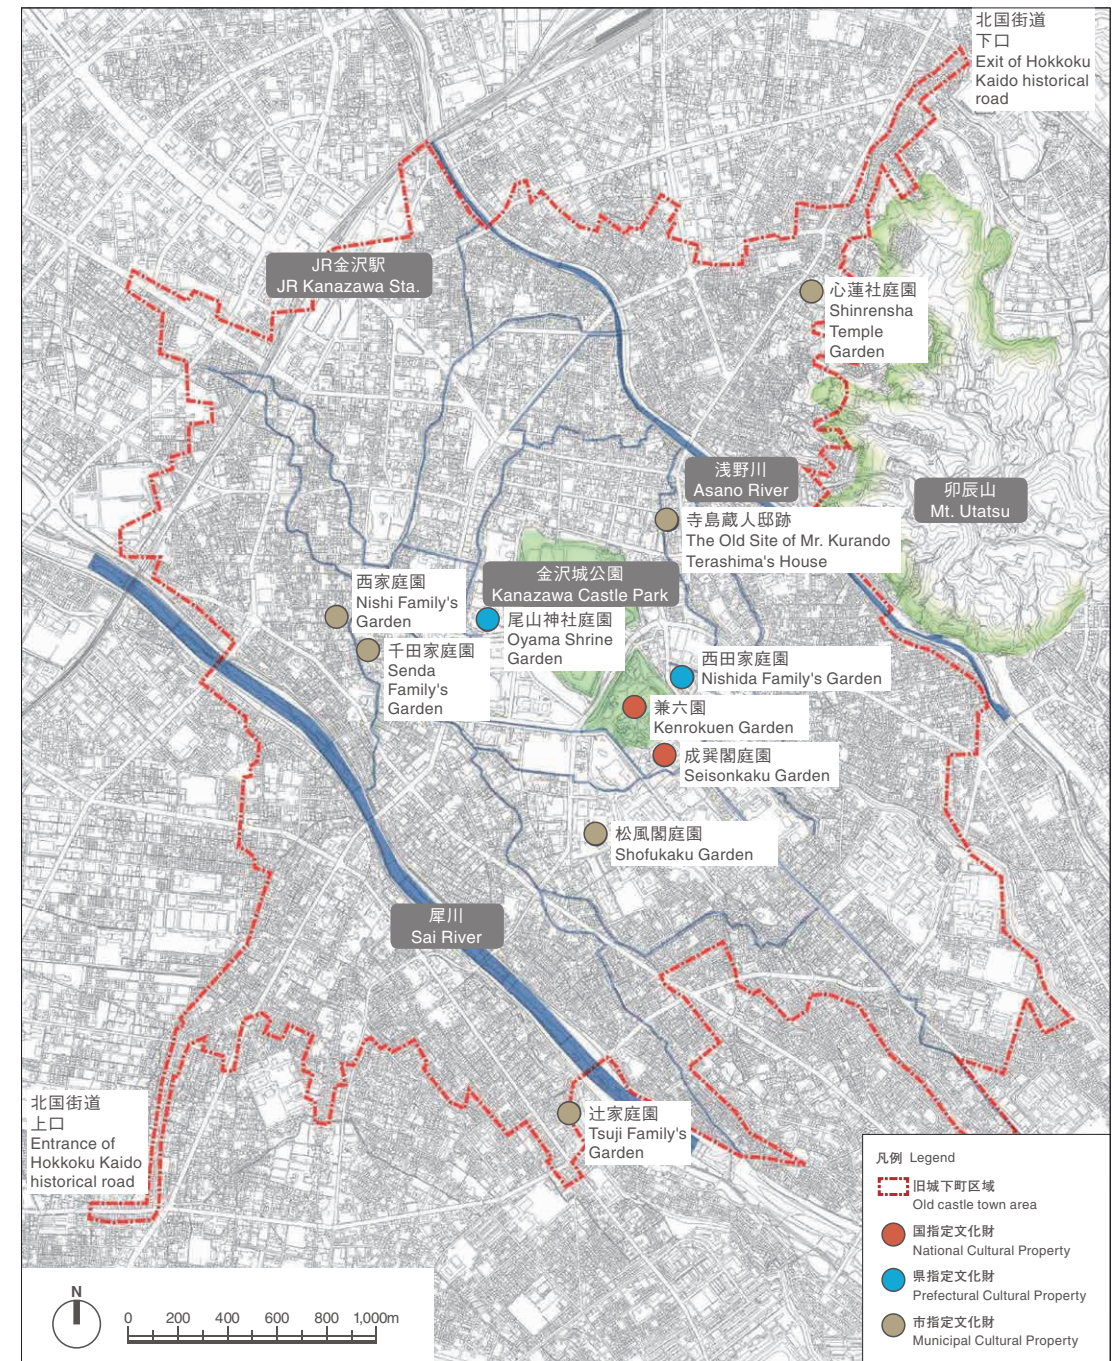 北国街道
下口
Exit of Hokkoku
Kaido historical
road
JR金沢駅
JR Kanazawa Sta.
心蓮社庭園
Shinrensha
Temple
Garden
浅野川
Asano River
卯辰山
Mt. Utatsu
寺島蔵人邸跡
The Old Site of Mr. Kurando
Terashima's House
金沢城公園
Kanazawa Castle Park
西家庭園
Nishi Family's
Garden
尾山神社庭園
Oyama Shrine
Garden
千田家庭園
Senda
Family's
Garden
西田家庭園
Nishida Family's Garden
兼六園
Kenrokuen Garden
成巽閣庭園
Seisonkaku Garden
松風閣庭園
Shofukaku Garden
犀川
Sai River
北国街道
上口
Entrance of
Hokkoku Kaido
historical road
辻家庭園
Tsuji Family's
Garden
凡例 Legend
旧城下町区域
Old castle town area
国指定文化財
National Cultural Property
県指定文化財
Prefectural Cultural Property
市指定文化財
Municipal Cultural Property
N
0 200 400 600 800 1,000m